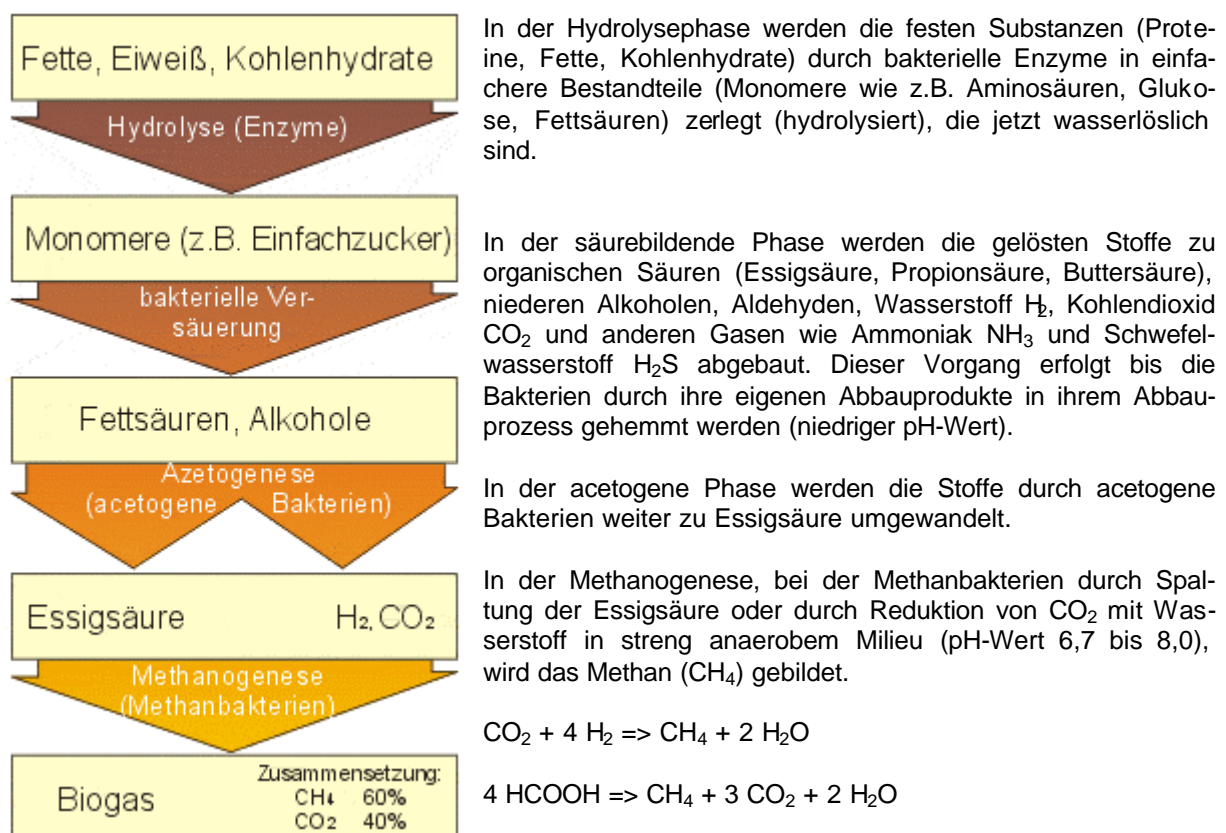 Fette, Eiweiß, Kohlenhydrate
Hydrolyse (Enzyme)
Monomere (z.B. Einfachzucker)
bakterielle Ver-
säuerung
Fettsäuren, Alkohole
Azetogenese
(acetogene Bakterien)
Essigsäure H₂, CO₂
Methanogenese
(Methanbakterien)
Biogas
Zusammensetzung:
CH₄ 60%
CO₂ 40%
In der Hydrolysephase werden die festen Substanzen (Prote-
ine, Fette, Kohlenhydrate) durch bakterielle Enzyme in einfa-
chere Bestandteile (Monomere wie z.B. Aminosäuren, Gluko-
se, Fettsäuren) zerlegt (hydrolysiert), die jetzt wasserlöslich
sind.
In der säurebildende Phase werden die gelösten Stoffe zu
organischen Säuren (Essigsäure, Propionsäure, Buttersäure),
niederen Alkoholen, Aldehyden, Wasserstoff H₂, Kohlendioxid
CO₂ und anderen Gasen wie Ammoniak NH₃ und Schwefel-
wasserstoff H₂S abgebaut. Dieser Vorgang erfolgt bis die
Bakterien durch ihre eigenen Abbauprodukte in ihrem Abbau-
prozess gehemmt werden (niedriger pH-Wert).
In der acetogene Phase werden die Stoffe durch acetogene
Bakterien weiter zu Essigsäure umgewandelt.
In der Methanogenese, bei der Methanbakterien durch Spal-
tung der Essigsäure oder durch Reduktion von CO₂ mit Was-
serstoff in streng anaerobem Milieu (pH-Wert 6,7 bis 8,0),
wird das Methan (CH₄) gebildet.
CO₂ + 4 H₂ => CH₄ + 2 H₂O
4 HCOOH => CH₄ + 3 CO₂ + 2 H₂O